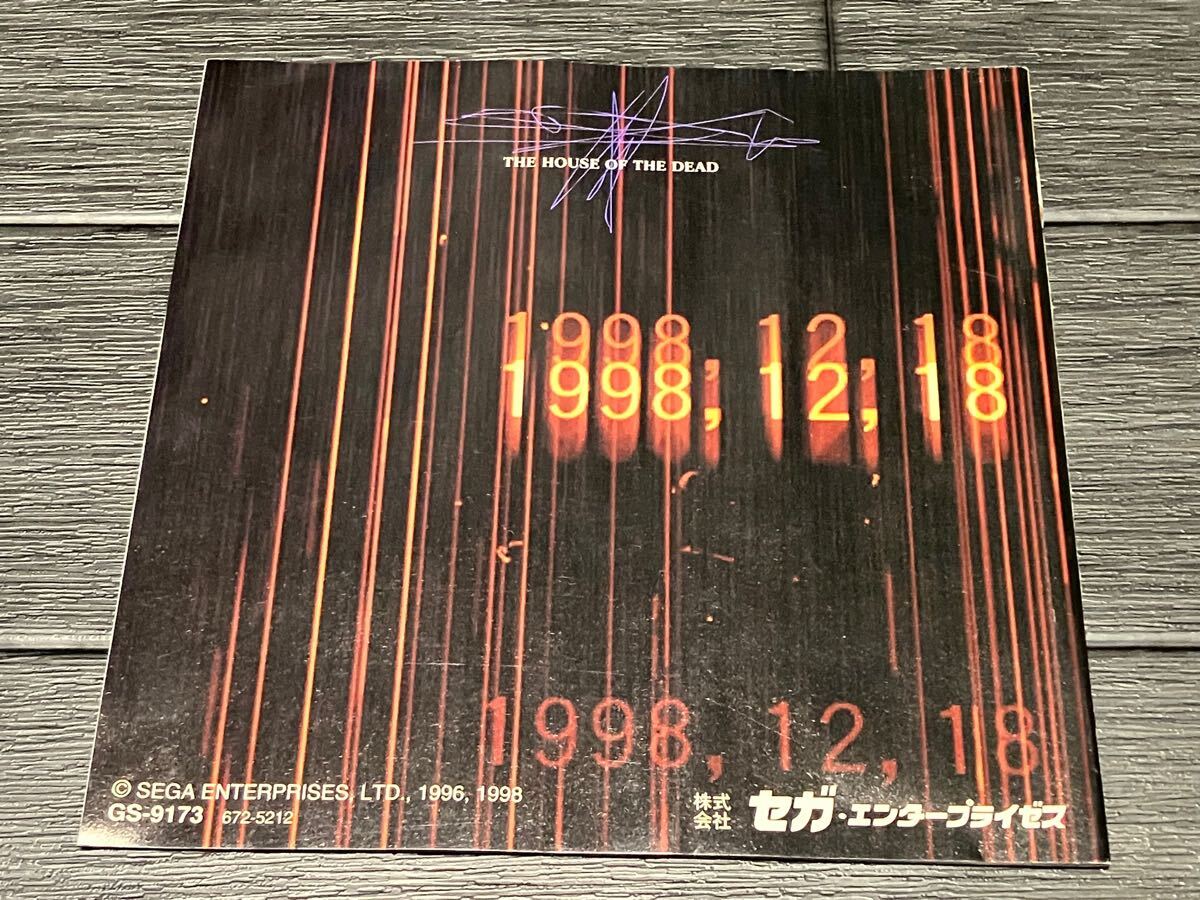 THE HOUSE OF THE DEAD
1998, 12, 18
1998, 12, 18
1998, 12, 18
© SEGA ENTERPRISES, LTD., 1996, 1998
GS-9173 672-5212
株式会社 セガ・エンタープライゼス